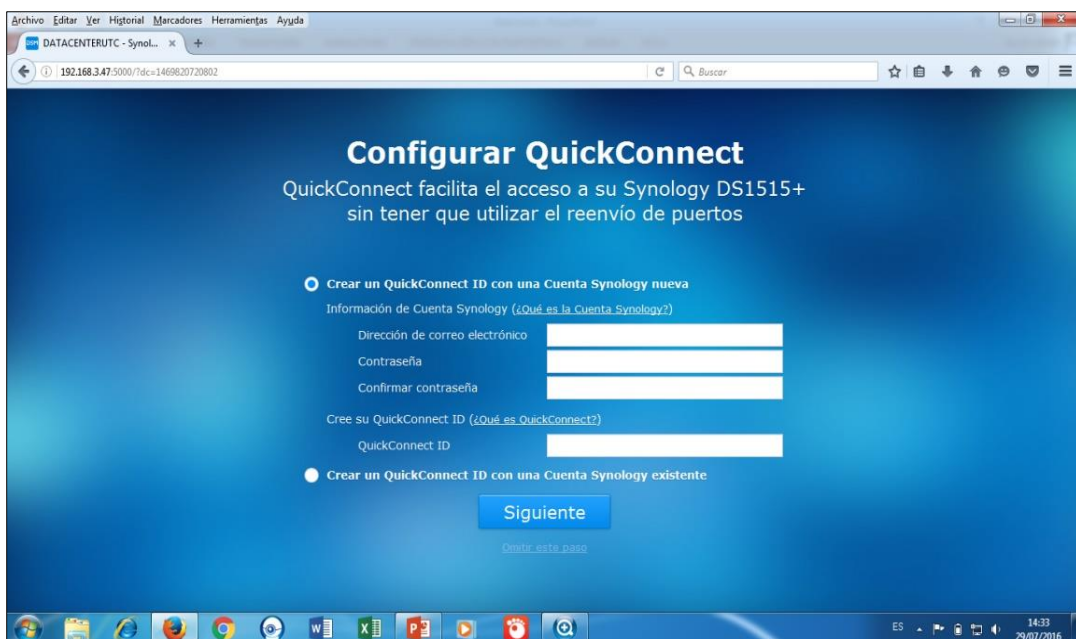 Archivo Editar Ver Historial Marcadores Herramientas Ayuda
DSM DATACENTERUTC - Synol... × +
192.168.3.47:5000/?dc=1469820720802
Buscar
Configurar QuickConnect
QuickConnect facilita el acceso a su Synology DS1515+
sin tener que utilizar el reenvío de puertos
Crear un QuickConnect ID con una Cuenta Synology nueva
Información de Cuenta Synology (¿Qué es la Cuenta Synology?)
Dirección de correo electrónico
Contraseña
Confirmar contraseña
Cree su QuickConnect ID (¿Qué es QuickConnect?)
QuickConnect ID
Crear un QuickConnect ID con una Cuenta Synology existente
Siguiente
Omitir este paso
ES
14:33
29/07/2016